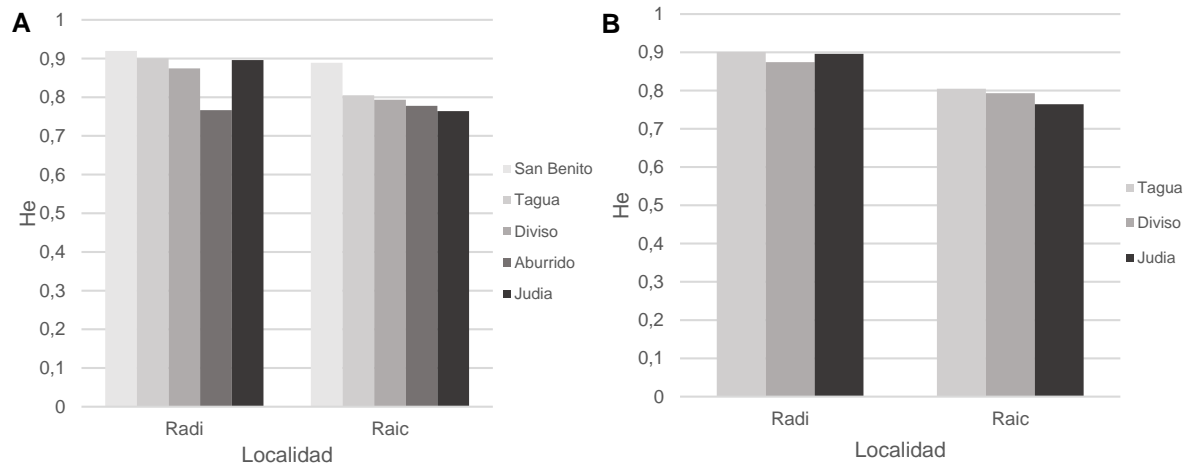 A
1
0,9
0,8
0,7
0,6
0,5
0,4
0,3
0,2
0,1
0
He
Radi
Raic
Localidad
San Benito
Tagua
Diviso
Aburrido
Judia
B
1
0,9
0,8
0,7
0,6
0,5
0,4
0,3
0,2
0,1
0
He
Radi
Raic
Localidad
Tagua
Diviso
Judia